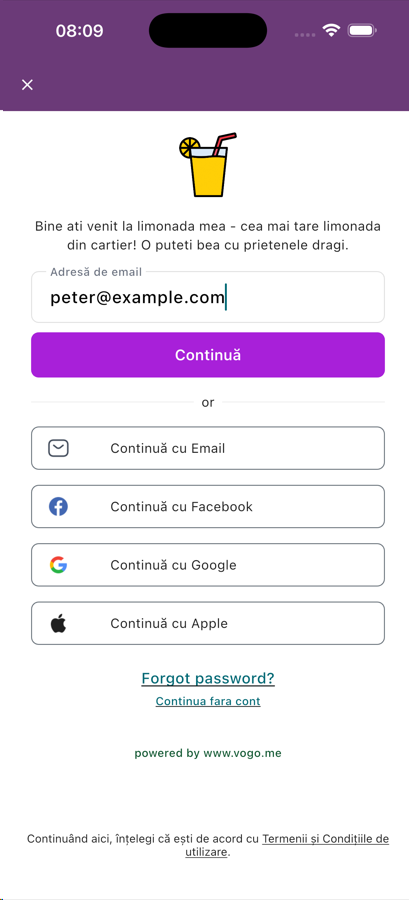 08:09
Bine ati venit la limonada mea - cea mai tare limonada
din cartier! O puteti bea cu prietenele dragi.
Adresă de email
peter@example.com
Continuă
or
Continuă cu Email
Continuă cu Facebook
Continuă cu Google
Continuă cu Apple
Forgot password?
Continua fara cont
powered by www.vogo.me
Continuând aici, înțelegi că ești de acord cu Termenii și Condițiile de
utilizare.